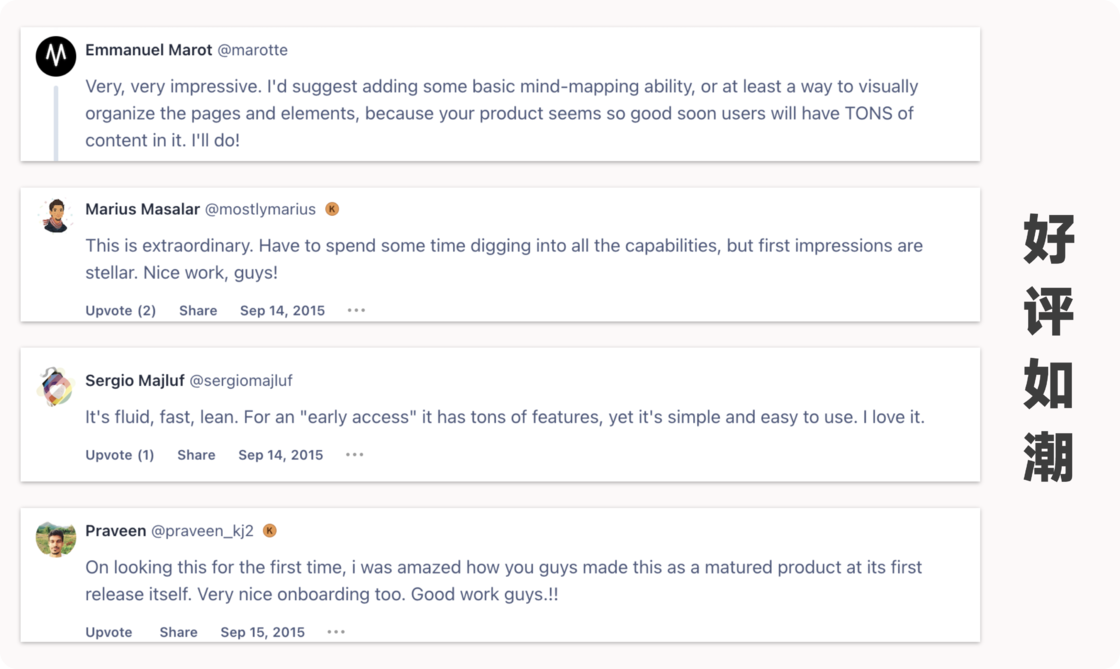 Emmanuel Marot @marotte
Very, very impressive. I'd suggest adding some basic mind-mapping ability, or at least a way to visually
organize the pages and elements, because your product seems so good soon users will have TONS of
content in it. I'll do!
Marius Masalar @mostlymarius K
This is extraordinary. Have to spend some time digging into all the capabilities, but first impressions are
stellar. Nice work, guys!
Upvote (2) Share Sep 14, 2015 •••
Sergio Majluf @sergiomajluf
It's fluid, fast, lean. For an "early access" it has tons of features, yet it's simple and easy to use. I love it.
Upvote (1) Share Sep 14, 2015 •••
Praveen @praveen_kj2 K
On looking this for the first time, i was amazed how you guys made this as a matured product at its first
release itself. Very nice onboarding too. Good work guys.!!
Upvote Share Sep 15, 2015 •••
好评如潮